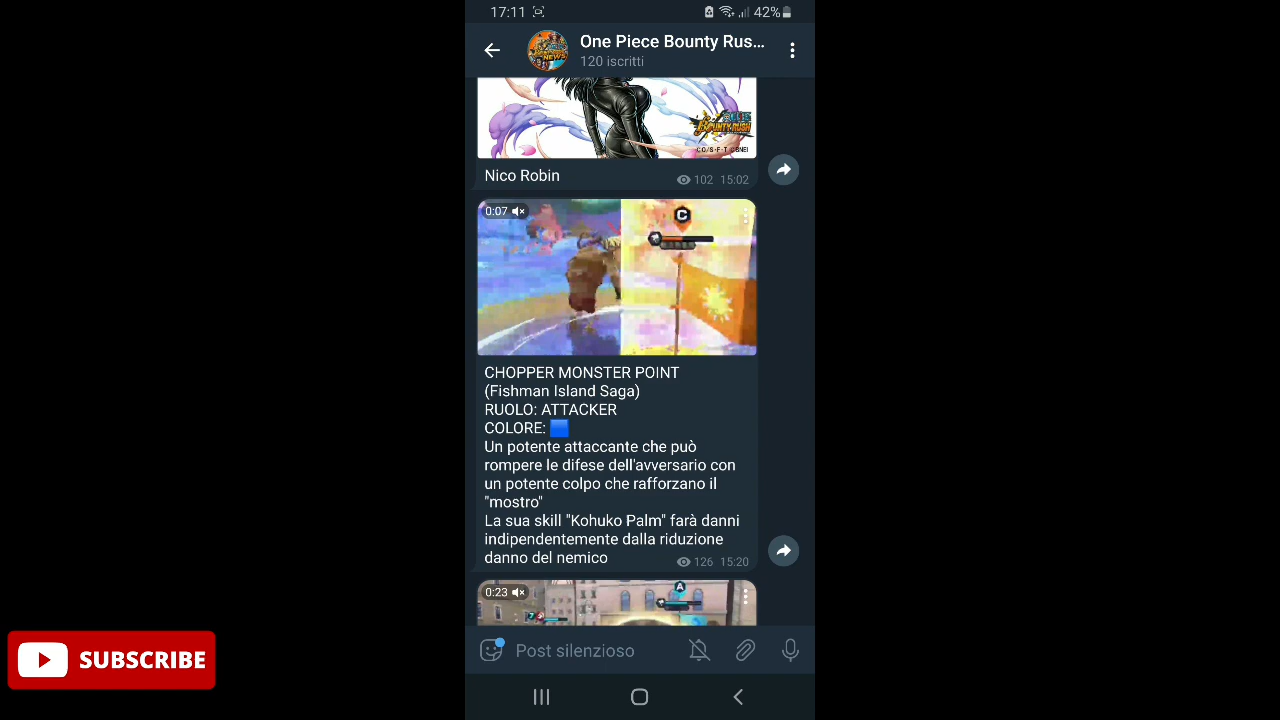 17:11
42%
One Piece Bounty Rus...
120 iscritti
BOUNTY RUSH
Nico Robin
102 15:02
0:07
C
CHOPPER MONSTER POINT
(Fishman Island Saga)
RUOLO: ATTACKER
COLORE:
Un potente attaccante che può
rompere le difese dell'avversario con
un potente colpo che rafforzano il
"mostro"
La sua skill "Kohuko Palm" farà danni
indipendentemente dalla riduzione
danno del nemico
126 15:20
0:23
A
Post silenzioso
SUBSCRIBE